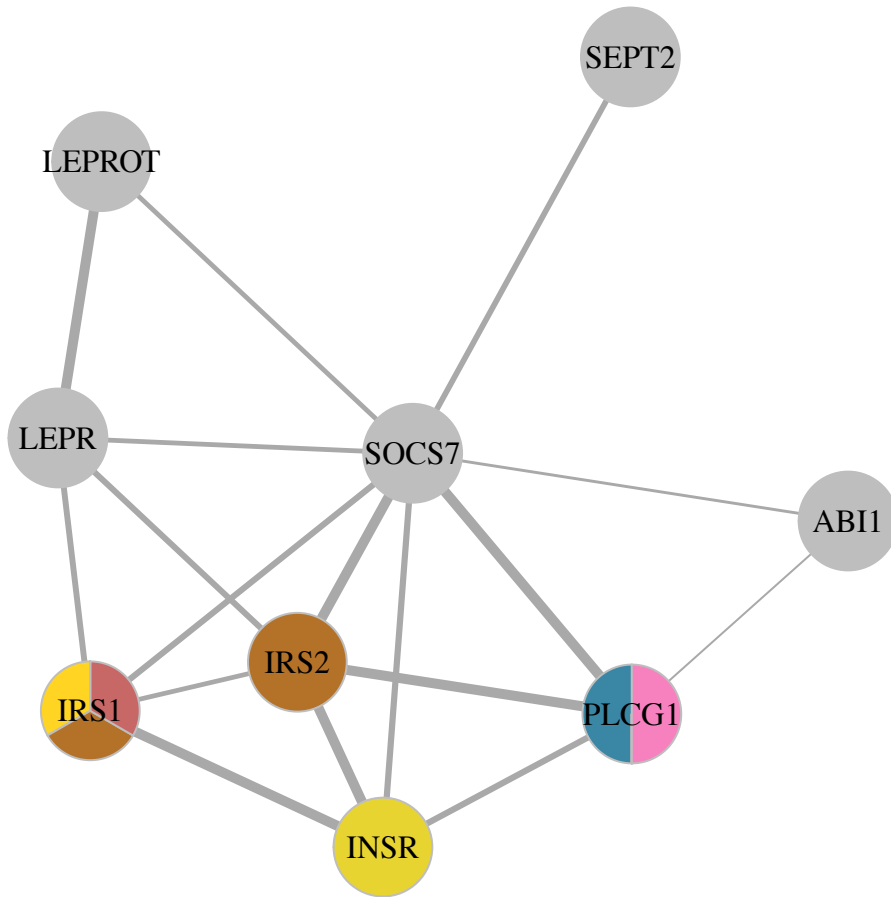 SEPT2
LEPROT
LEPR
SOCS7
ABI1
IRS2
IRS1
PLCG1
INSR